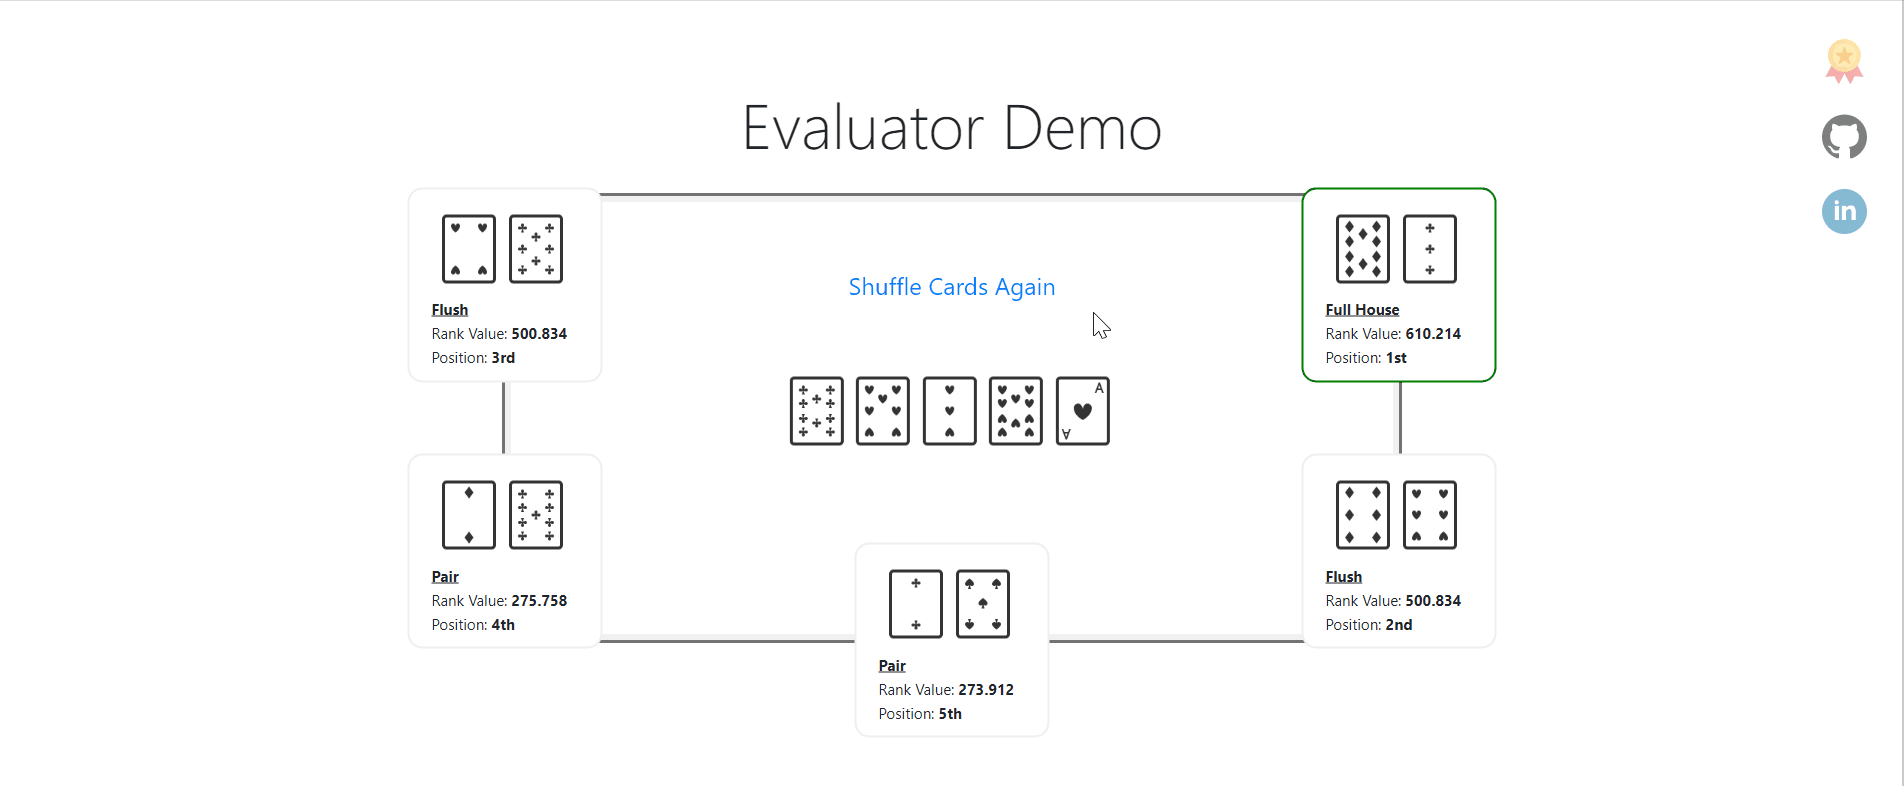 Evaluator Demo
Shuffle Cards Again
Flush
Rank Value: 500.834
Position: 3rd
Full House
Rank Value: 610.214
Position: 1st
A
A
Pair
Rank Value: 275.758
Position: 4th
Pair
Rank Value: 273.912
Position: 5th
Flush
Rank Value: 500.834
Position: 2nd
in